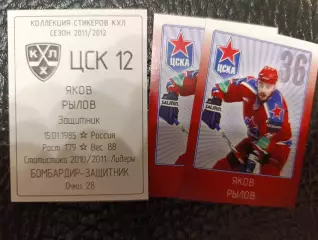 КОЛЛЕКЦИЯ СТИКЕРОВ КХЛ
СЕЗОН 2011/2012
КХЛ
ЦСК 12
ЯКОВ
РЫЛОВ
Защитник
15.01.1985 ☆ Россия
Рост 179 ☆ Вес 88
Статистика 2010/2011 Лидеры
БОМБАРДИР-ЗАЩИТНИК
Очки: 28
ЦСКА
ЦСКА
36
ЯКОВ
РЫЛОВ